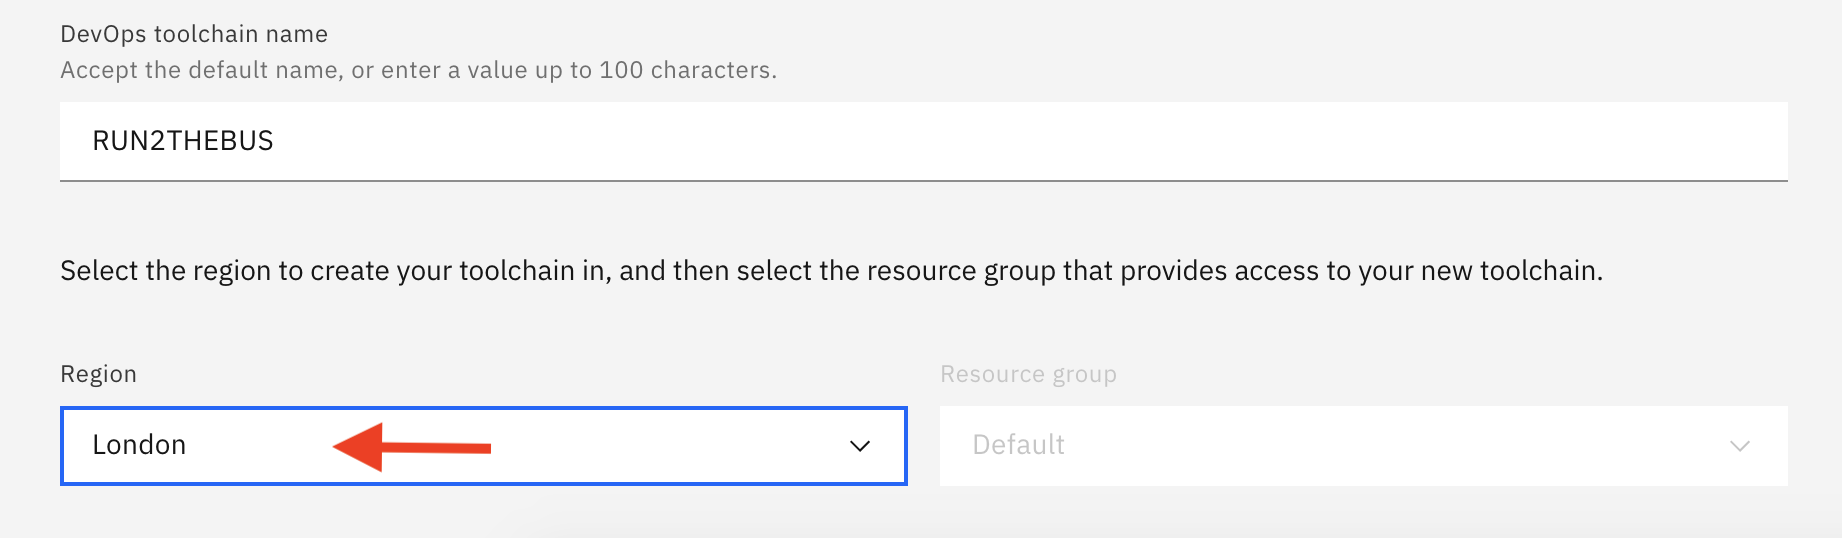 DevOps toolchain name
Accept the default name, or enter a value up to 100 characters.
RUN2THEBUS
Select the region to create your toolchain in, and then select the resource group that provides access to your new toolchain.
Region
Resource group
London
Default